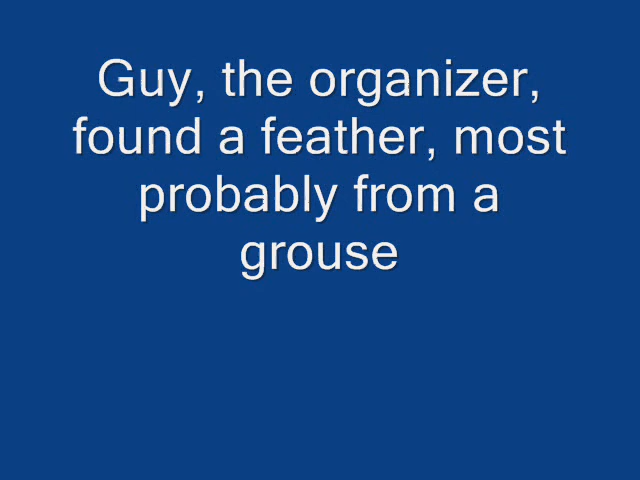 Guy, the organizer,
found a feather, most
probably from a
grouse